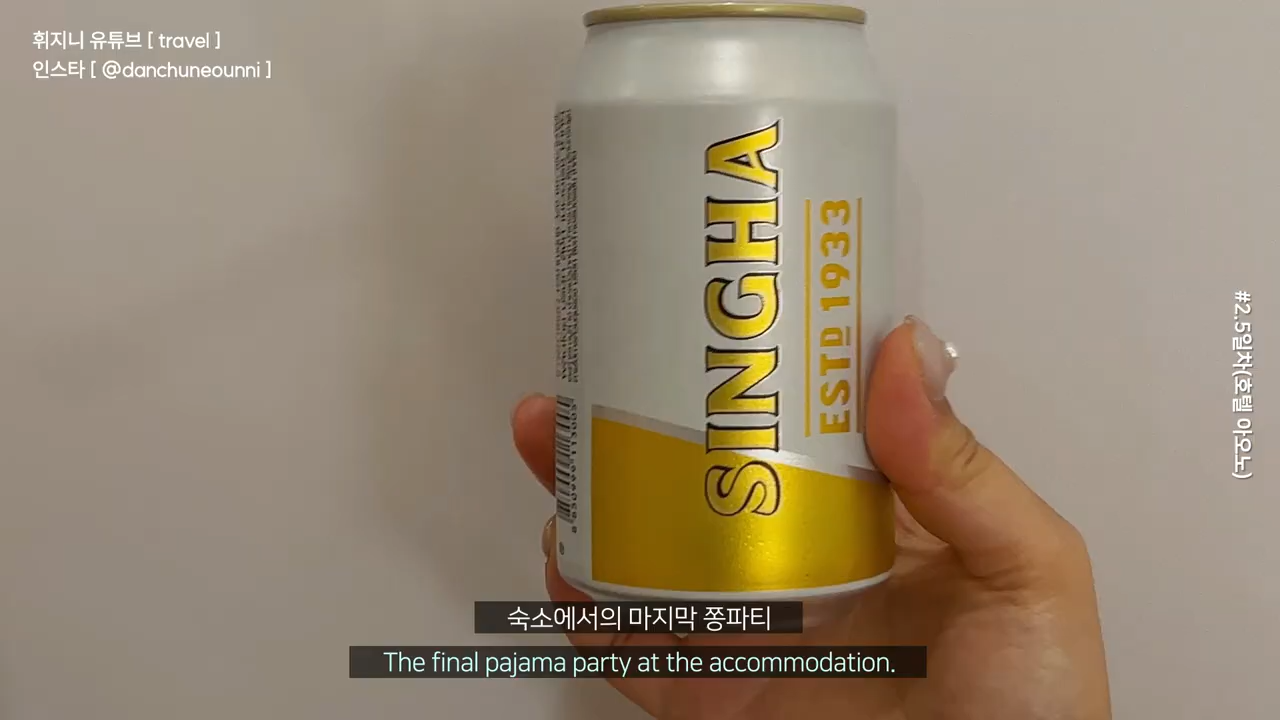 휘지니 유튜브 [ travel ]
인스타 [ @danchuneounni ]
SINGHA
ESTD 1933
#2.5일차(호텔 아오노)
숙소에서의 마지막 쫑파티
The final pajama party at the accommodation.